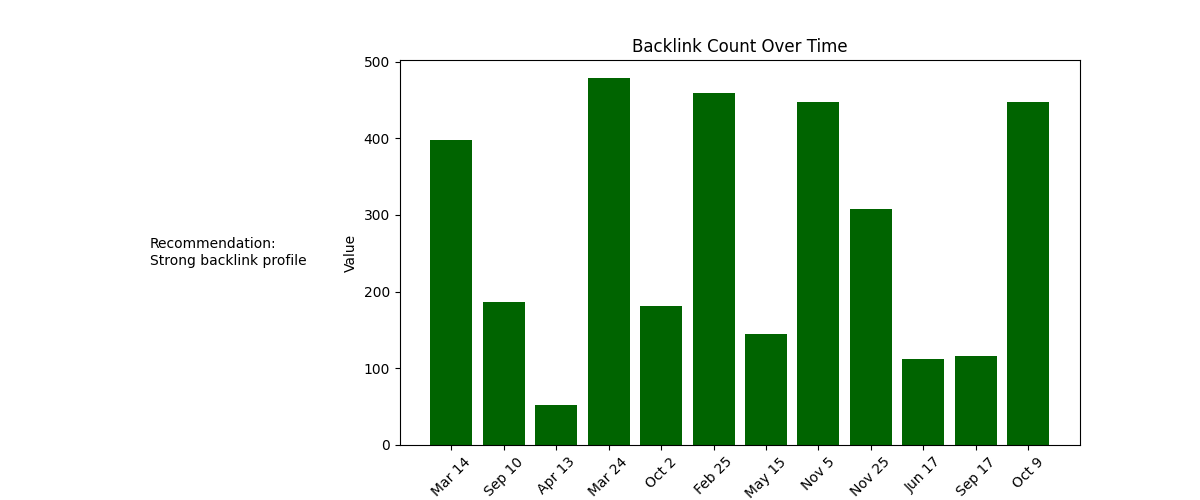 Backlink Count Over Time
Recommendation:
Strong backlink profile
Value
500
400
300
200
100
0
Mar 14
Sep 10
Apr 13
Mar 24
Oct 2
Feb 25
May 15
Nov 5
Nov 25
Jun 17
Sep 17
Oct 9